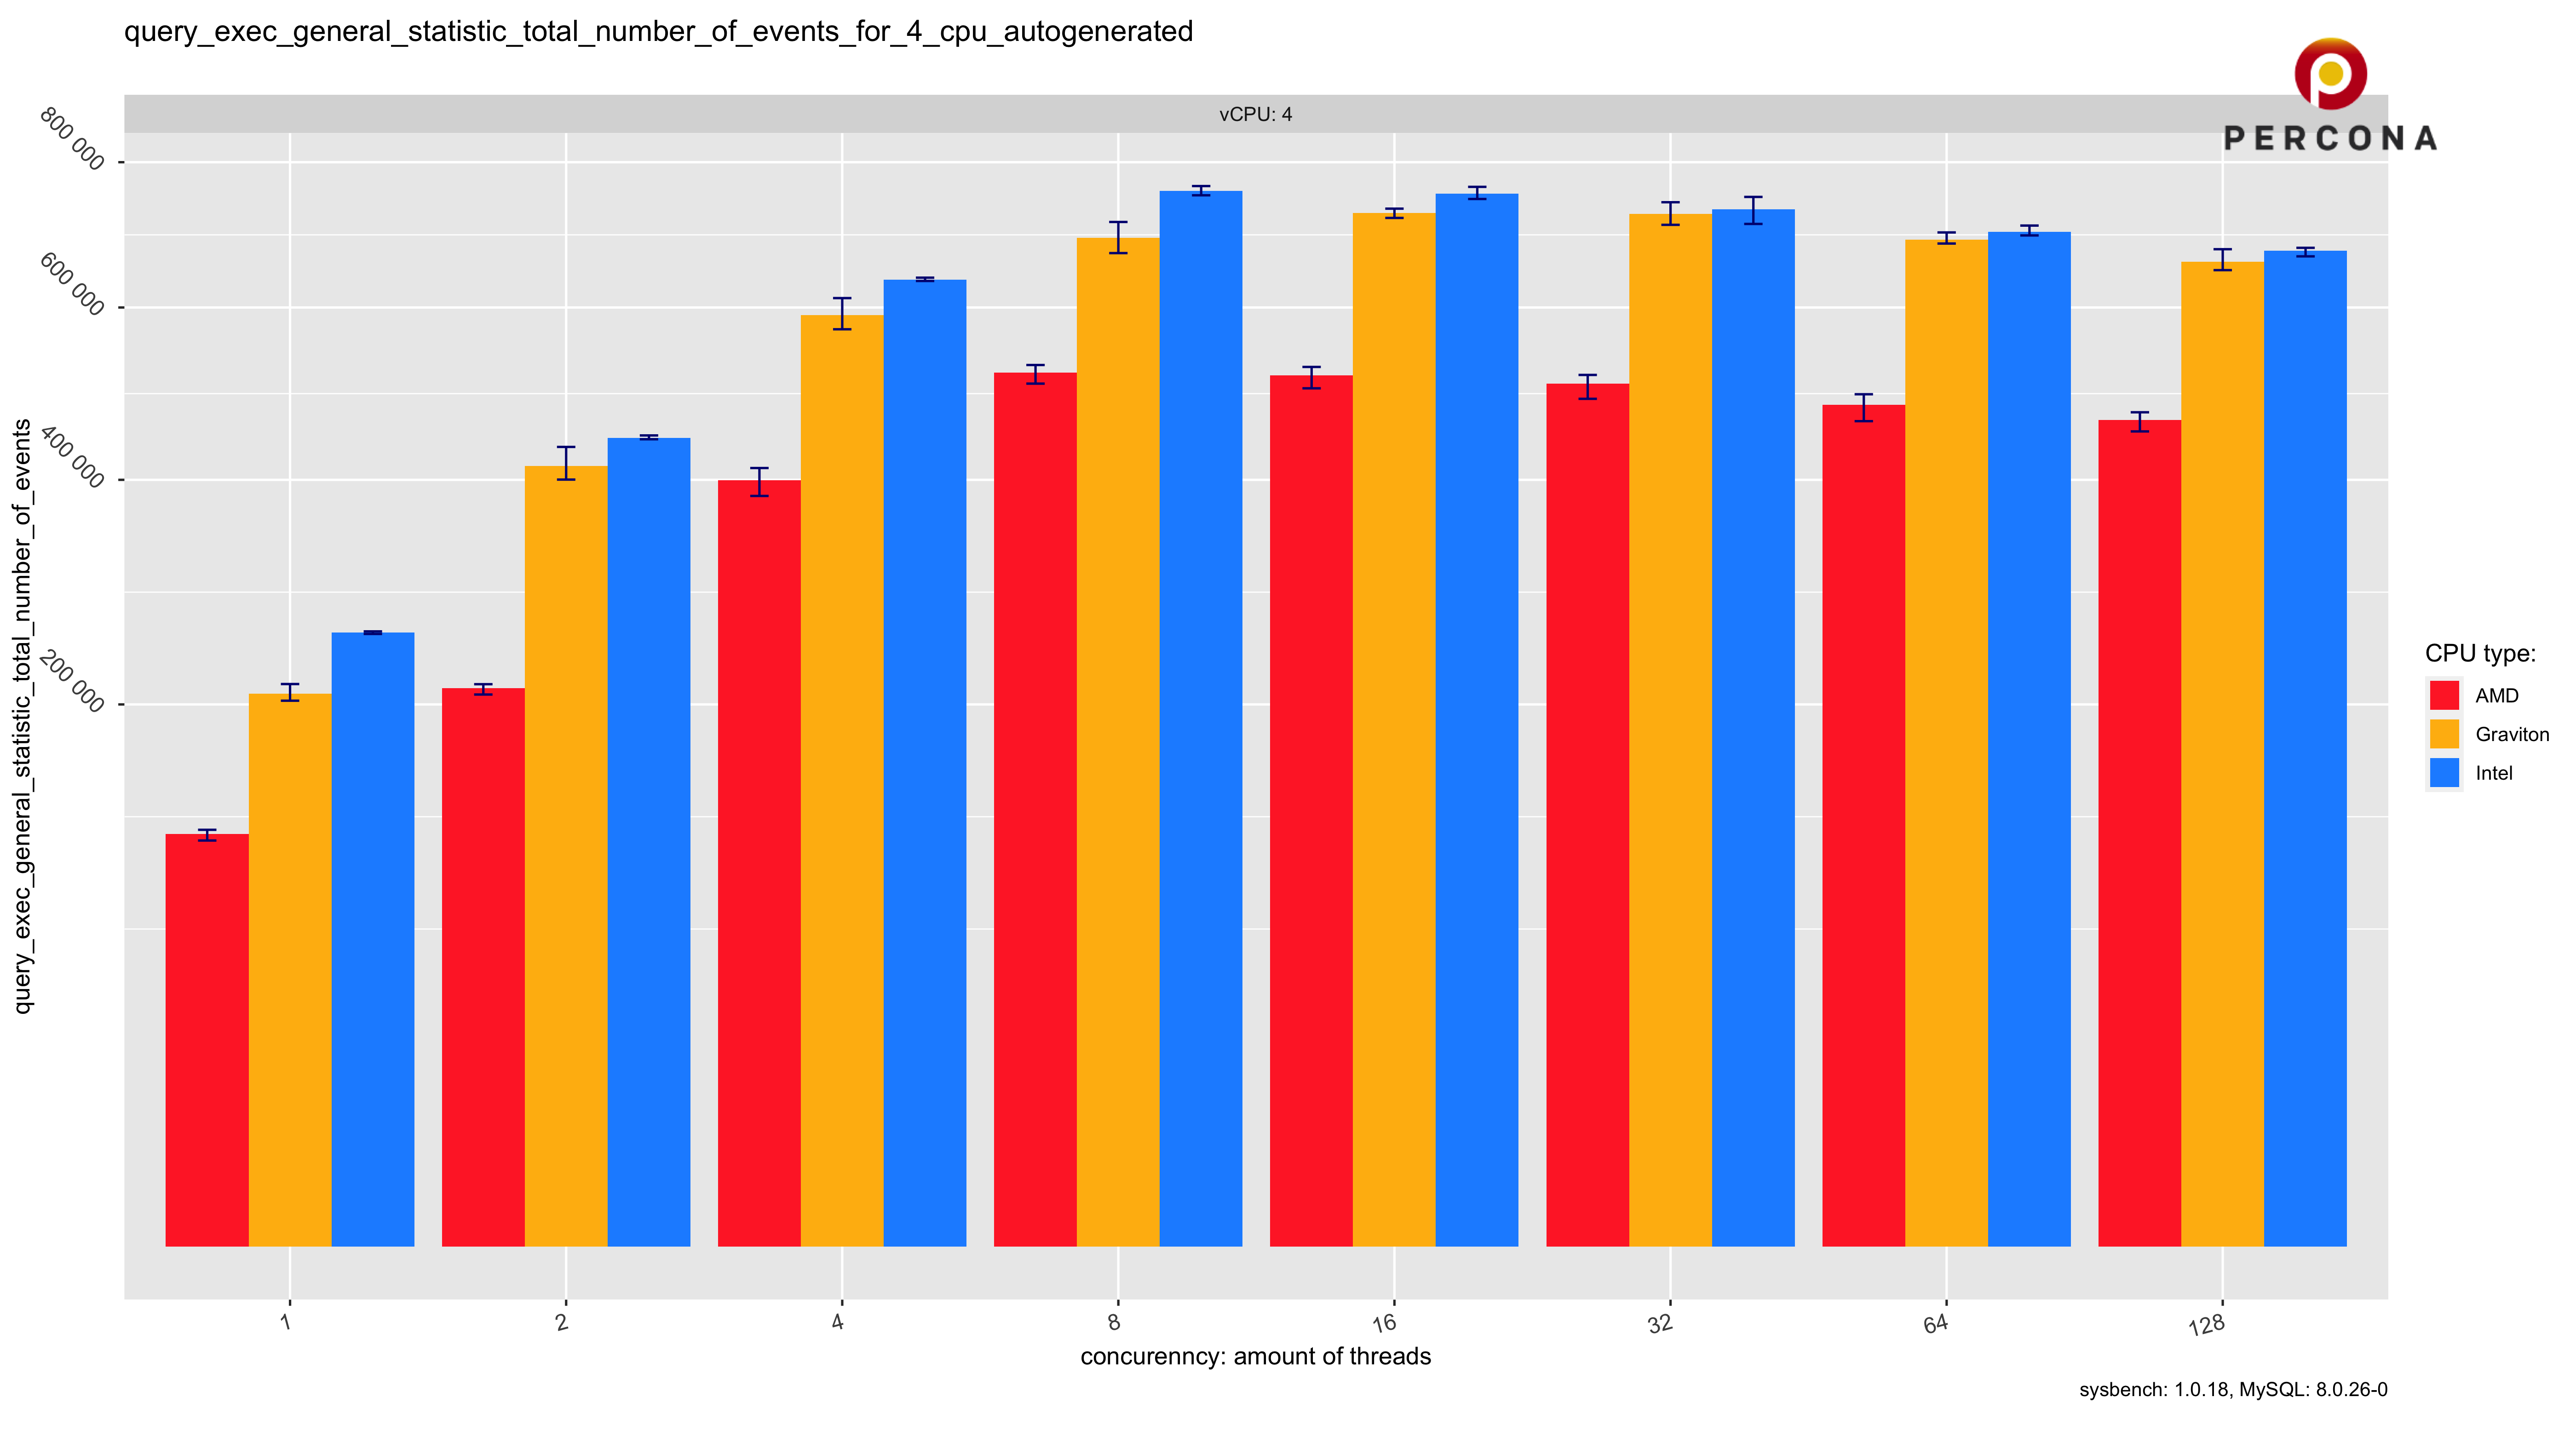 query_exec_general_statistic_total_number_of_events_for_4_cpu_autogenerated
PERCONA
vCPU: 4
query_exec_general_statistic_total_number_of_events
800 000
600 000
400 000
200 000
1
2
4
8
16
32
64
128
concurenncy: amount of threads
CPU type:
AMD
Graviton
Intel
sysbench: 1.0.18, MySQL: 8.0.26-0